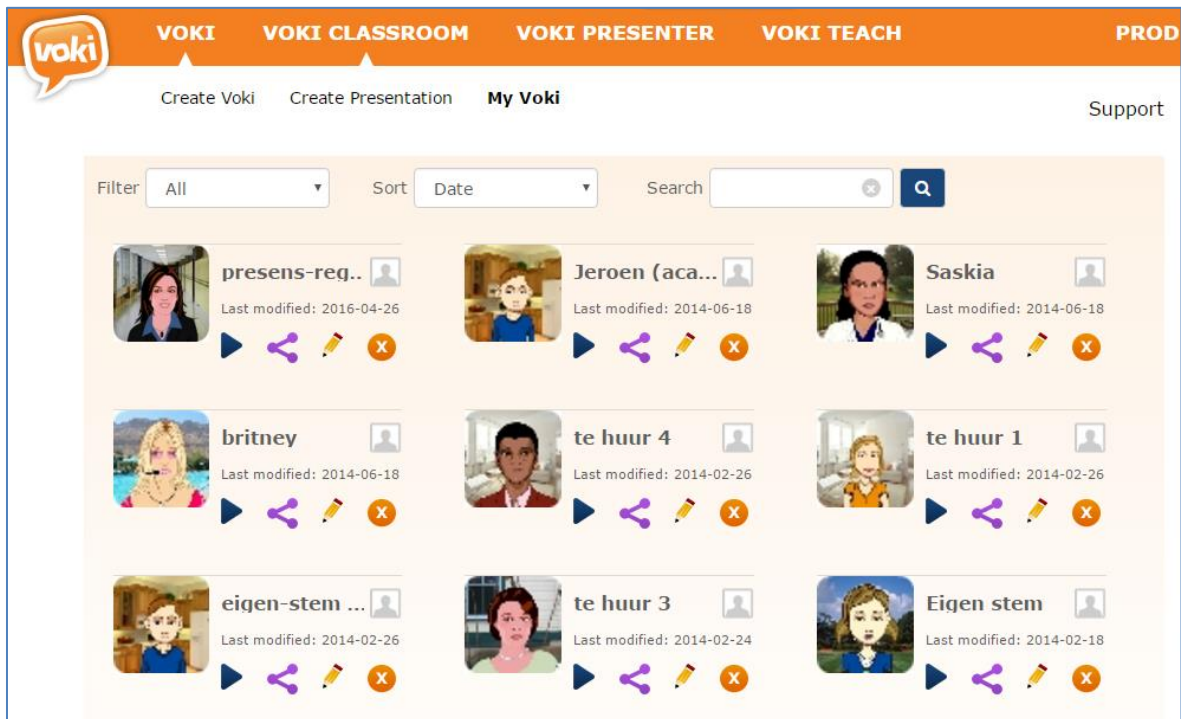 voki
VOKI VOKI CLASSROOM VOKI PRESENTER VOKI TEACH PROD
Create Voki Create Presentation My Voki
Support
Filter All Sort Date Search
presens-reg.. Jeroen (aca... Saskia
Last modified: 2016-04-26 Last modified: 2014-06-18 Last modified: 2014-06-18
X X X
britney te huur 4 te huur 1
Last modified: 2014-06-18 Last modified: 2014-02-26 Last modified: 2014-02-26
X X X
eigen-stem ... te huur 3 Eigen stem
Last modified: 2014-02-26 Last modified: 2014-02-24 Last modified: 2014-02-18
X X X